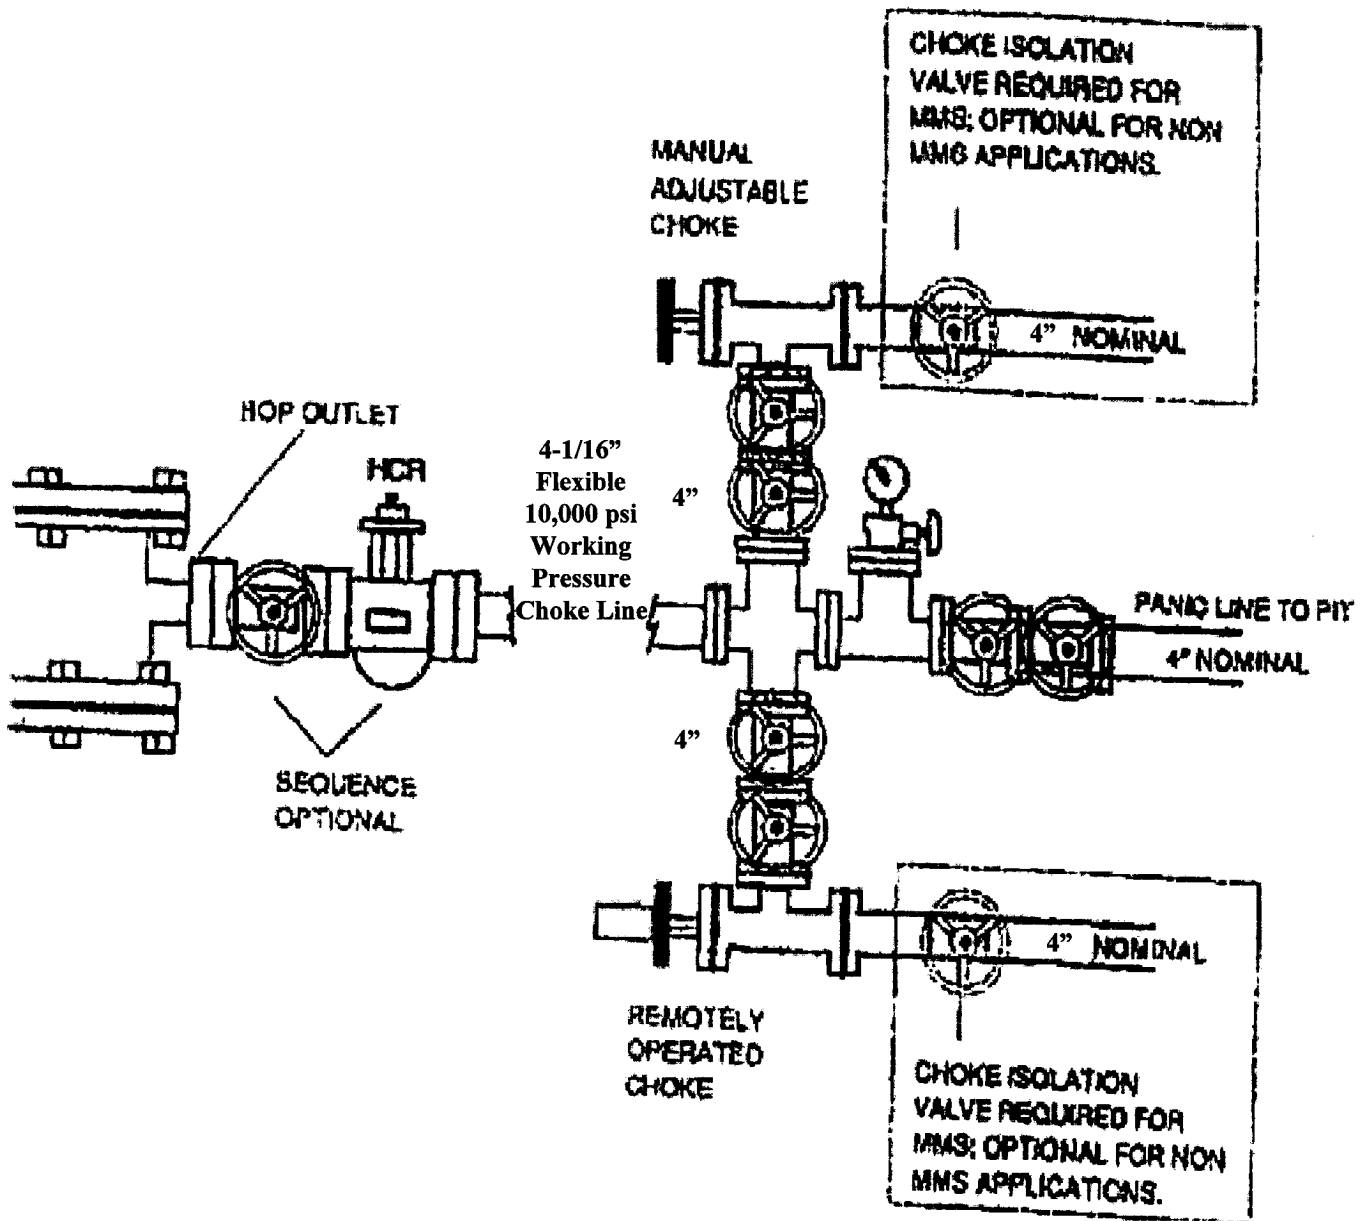 CHOKE ISOLATION
VALVE REQUIRED FOR
MMS; OPTIONAL FOR NON
MMS APPLICATIONS.
MANUAL
ADJUSTABLE
CHOKE
4” NOMINAL
HOP OUTLET
HCR
4-1/16”
Flexible
10,000 psi
Working
Pressure
Choke Line
4”
PANIC LINE TO PIT
4" NOMINAL
4”
SEQUENCE
OPTIONAL
4” NOMINAL
REMOTELY
OPERATED
CHOKE
CHOKE ISOLATION
VALVE REQUIRED FOR
MMS; OPTIONAL FOR NON
MMS APPLICATIONS.